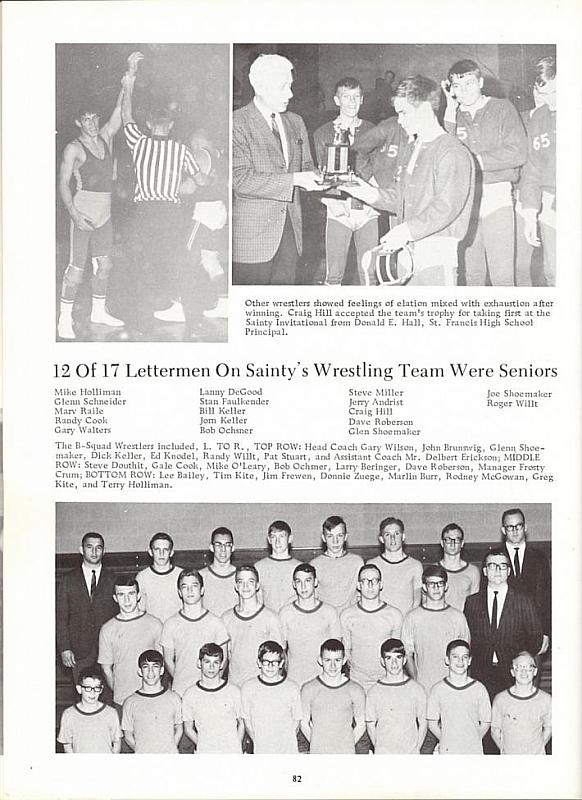 5
65
Other wrestlers showed feelings of elation mixed with exhaustion after
winning. Craig Hill accepted the team's trophy for taking first at the
Sainty Invitational from Donald E. Hall, St. Francis High School
Principal.
12 Of 17 Lettermen On Sainty's Wrestling Team Were Seniors
Mike Holliman
Glenn Schneider
Marv Raile
Randy Cook
Gary Walters
Lanny DeGood
Stan Faulkender
Bill Keller
Jom Keller
Bob Ochsner
Steve Miller
Jerry Andrist
Craig Hill
Dave Roberson
Glen Shoemaker
Joe Shoemaker
Roger Willt
The B-Squad Wrestlers included, L. TO R., TOP ROW: Head Coach Gary Wilson, John Brunswig, Glenn Shoe-
maker, Dick Keller, Ed Knodel, Randy Willt, Pat Stuart, and Assistant Coach Mr. Delbert Erickson; MIDDLE
ROW: Steve Douthit, Gale Cook, Mike O'Leary, Bob Ochsner, Larry Beringer, Dave Roberson, Manager Frosty
Crum; BOTTOM ROW: Lee Bailey, Tim Kite, Jim Frewen, Donnie Zuege, Marlin Burr, Rodney McGowan, Greg
Kite, and Terry Holliman.
82